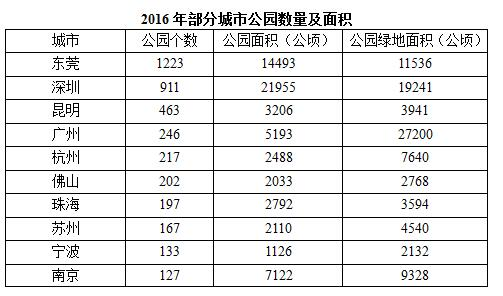 2016 年部分城市公园数量及面积
城市 公园个数 公园面积（公顷） 公园绿地面积（公顷）
东莞 1223 14493 11536
深圳 911 21955 19241
昆明 463 3206 3941
广州 246 5193 27200
杭州 217 2488 7640
佛山 202 2033 2768
珠海 197 2792 3594
苏州 167 2110 4540
宁波 133 1126 2132
南京 127 7122 9328